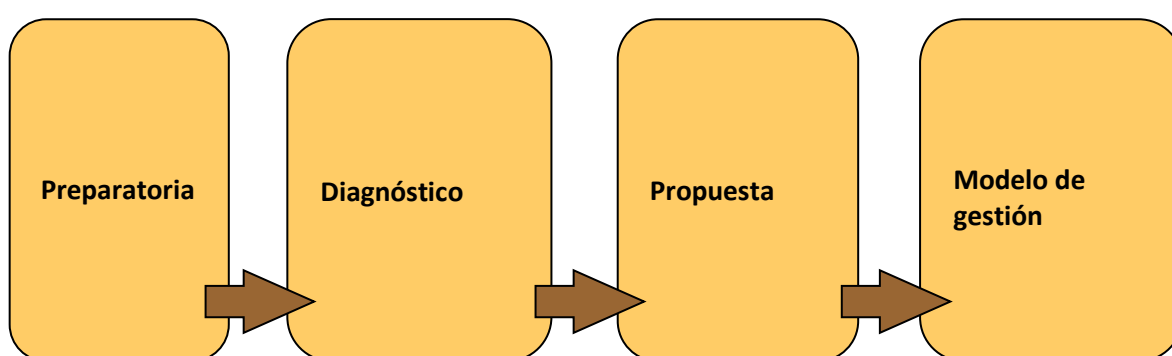 Preparatoria
Diagnóstico
Propuesta
Modelo de
gestión